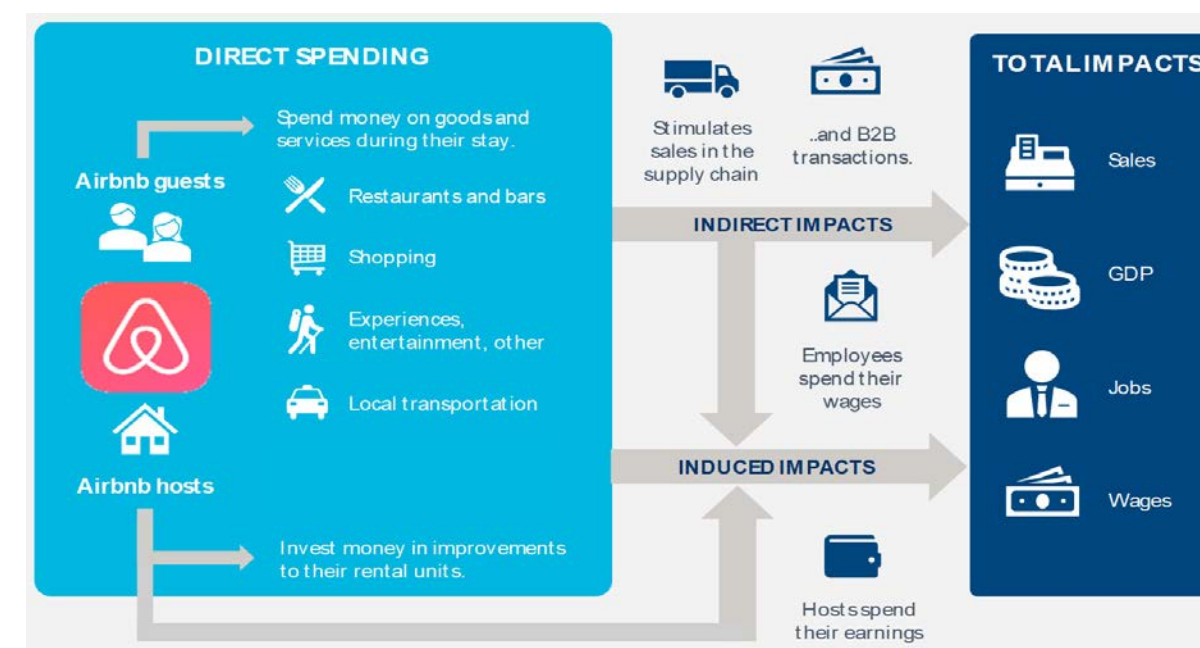 DIRECT SPENDING
Spend money on goods and
services during their stay.
Airbnb guests
Restaurants and bars
Shopping
Experiences,
entertainment, other
Local transportation
Airbnb hosts
Invest money in improvements
to their rental units.
Stimulates
sales in the
supply chain
..and B2B
transactions.
INDIRECT IMPACTS
Employees
spend their
wages
INDUCED IMPACTS
Hosts spend
their earnings
TOTAL IMPACTS
Sales
GDP
Jobs
Wages